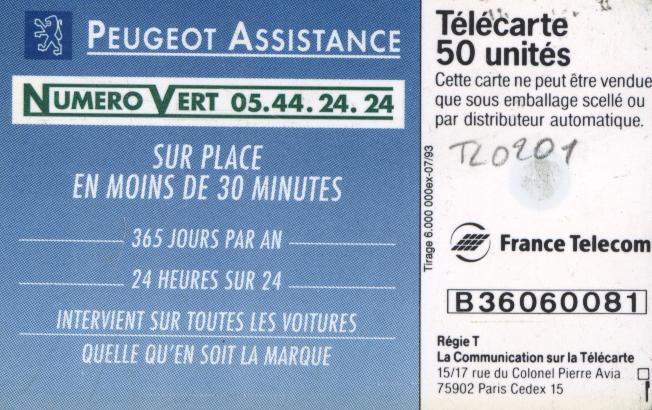 PEUGEOT ASSISTANCE
NUMERO VERT 05.44.24.24
SUR PLACE
EN MOINS DE 30 MINUTES
365 JOURS PAR AN
24 HEURES SUR 24
INTERVIENT SUR TOUTES LES VOITURES
QUELLE QU'EN SOIT LA MARQUE
Télécarte
50 unités
Cette carte ne peut être vendue
que sous emballage scellé ou
par distributeur automatique.
TL0201
Tirage 6.000 000ex-07/93
France Telecom
B36060081
Régie T
La Communication sur la Télécarte
15/17 rue du Colonel Pierre Avia
75902 Paris Cedex 15